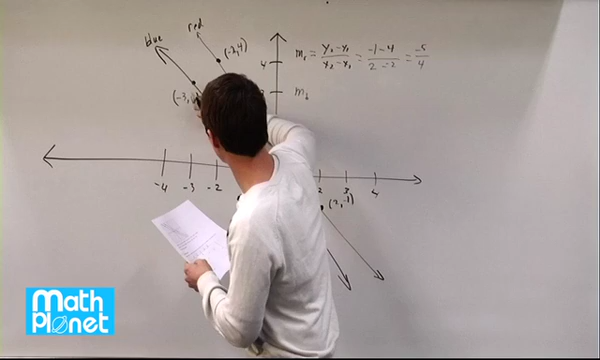 red
blue
(-2,4)
m₁ = y₂-y₁ / x₂-x₁ = -1-4 / 2--2 = -5 / 4
4
(-3,
m
-4 -3 -2 2 3 4
(2,-1)
Math
Planet